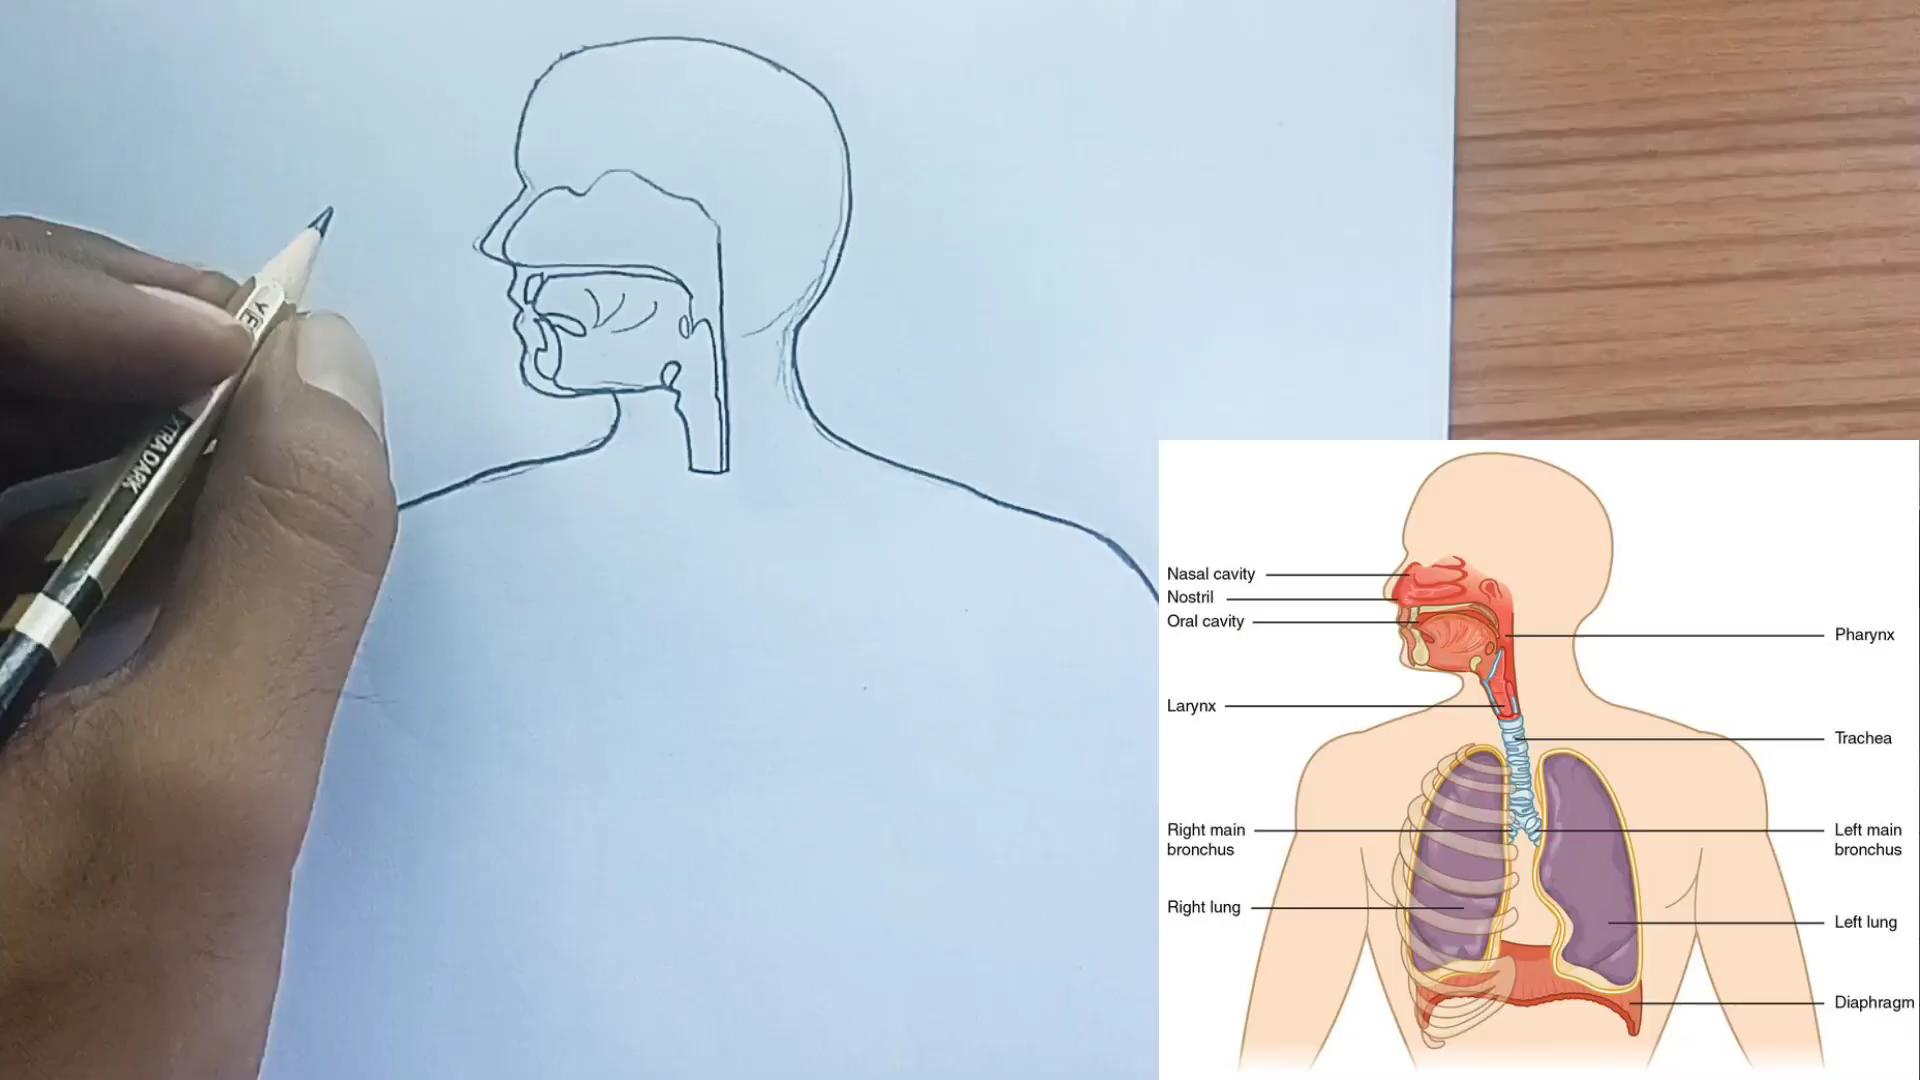 EXTRA DARK
Nasal cavity
Nostril
Oral cavity
Pharynx
Larynx
Trachea
Right main
bronchus
Left main
bronchus
Right lung
Left lung
Diaphragm